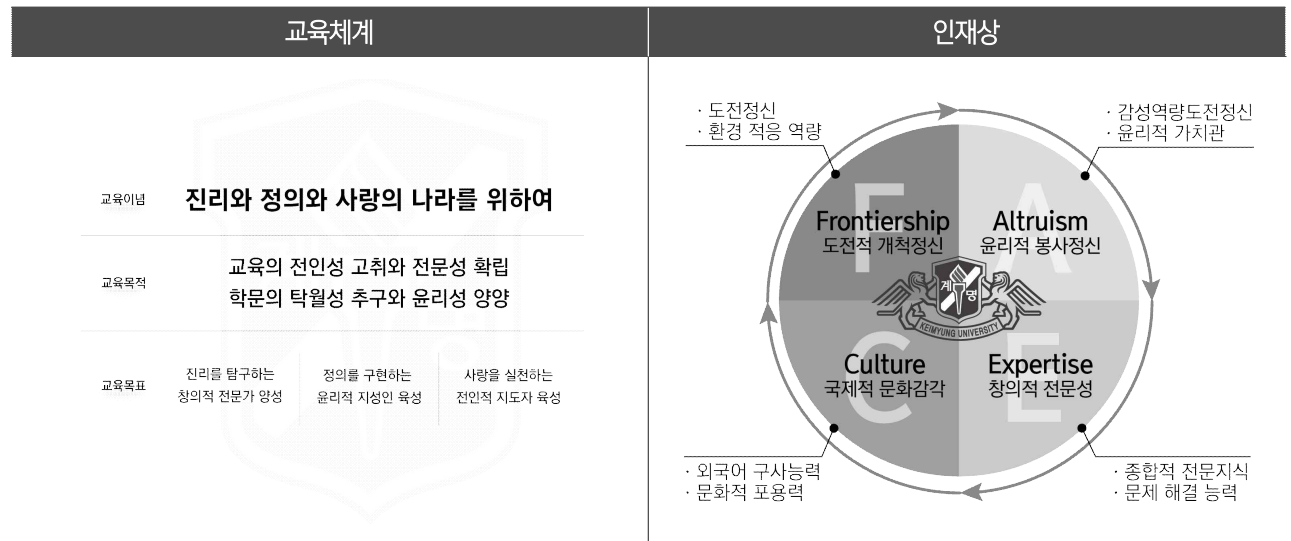 교육체계
교육이념
진리와 정의와 사랑의 나라를 위하여
교육목적
교육의 전인성 고취와 전문성 확립
학문의 탁월성 추구와 윤리성 양양
교육목표
진리를 탐구하는
창의적 전문가 양성
정의를 구현하는
윤리적 지성인 육성
사랑을 실천하는
전인적 지도자 육성
인재상
· 도전정신
· 환경 적응 역량
· 감성역량도전정신
· 윤리적 가치관
F
Frontiership
도전적 개척정신
A
Altruism
윤리적 봉사정신
계명
KEIMYUNG UNIVERSITY
C
Culture
국제적 문화감각
E
Expertise
창의적 전문성
· 외국어 구사능력
· 문화적 포용력
· 종합적 전문지식
· 문제 해결 능력